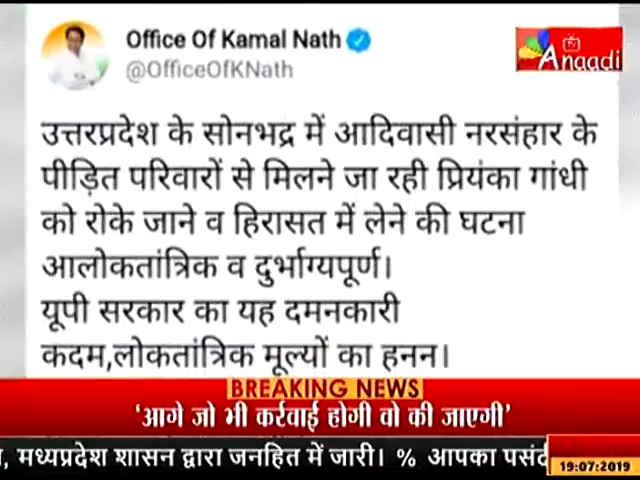 Office Of Kamal Nath
@OfficeOfKNath
Anaadi
उत्तरप्रदेश के सोनभद्र में आदिवासी नरसंहार के
पीड़ित परिवारों से मिलने जा रही प्रियंका गांधी
को रोके जाने व हिरासत में लेने की घटना
आलोकतांत्रिक व दुर्भाग्यपूर्ण।
यूपी सरकार का यह दमनकारी
कदम,लोकतांत्रिक मूल्यों का हनन।
BREAKING NEWS
‘आगे जो भी कर्रवाई होगी वो की जाएगी’
, मध्यप्रदेश शासन द्वारा जनहित में जारी। % आपका पसंद
19:07:2019